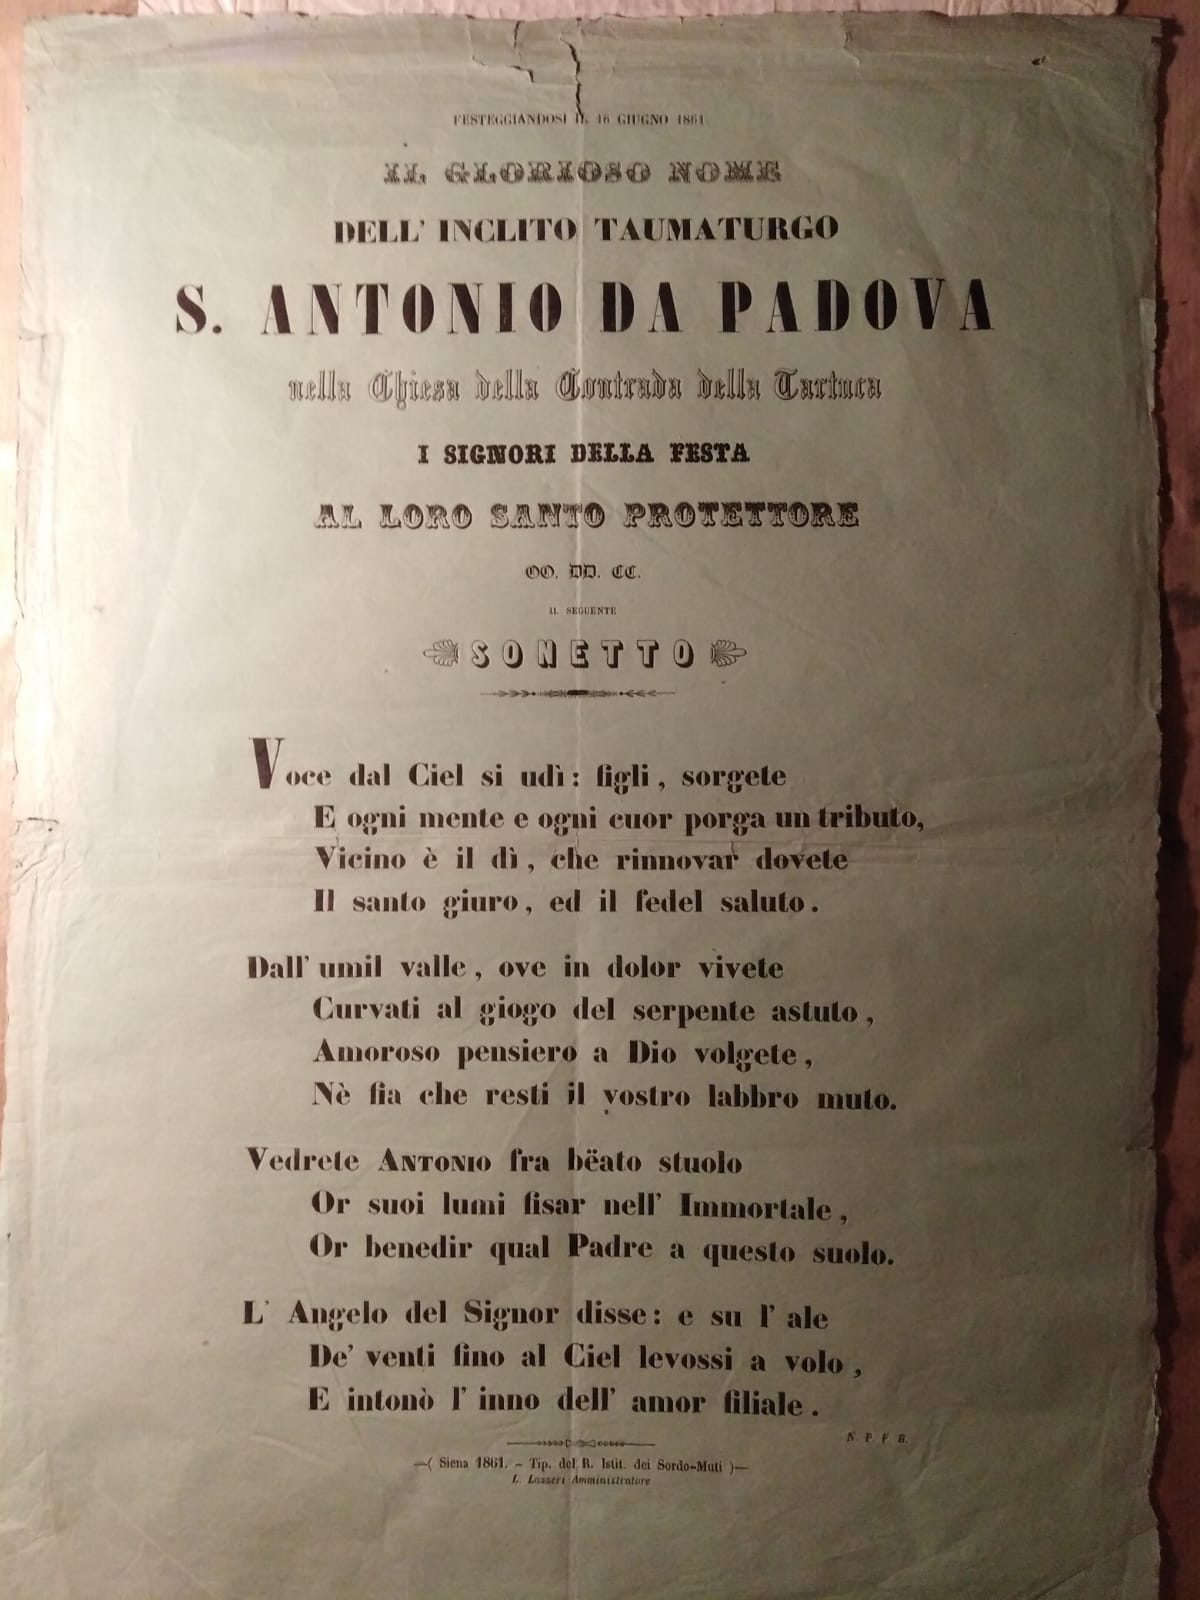 FESTEGGIANDOSI IL 16 GIUGNO 1861
IL GLORIOSO NOME
DELL' INCLITO TAUMATURGO
S. ANTONIO DA PADOVA
nella Chiesa della Contrada della Tartuca
I SIGNORI DELLA FESTA
AL LORO SANTO PROTETTORE
OO. DD. CC.
IL SEGUENTE
SONETTO
Voce dal Ciel si udì: figli, sorgete
E ogni mente e ogni cuor porga un tributo,
Vicino è il dì, che rinnovar dovete
Il santo giuro, ed il fedel saluto.
Dall' umil valle, ove in dolor vivete
Curvati al giogo del serpente astuto,
Amoroso pensiero a Dio volgete,
Nè fia che resti il vostro labbro muto.
Vedrete ANTONIO fra bëato stuolo
Or suoi lumi fisar nell' Immortale,
Or benedir qual Padre a questo suolo.
L' Angelo del Signor disse: e su l' ale
De' venti fino al Ciel levossi a volo,
E intonò l' inno dell' amor filiale.
N. P. F. B.
—( Siena 1861. - Tip. del R. Istit. dei Sordo-Muti )—
L. Lazzeri Amministratore